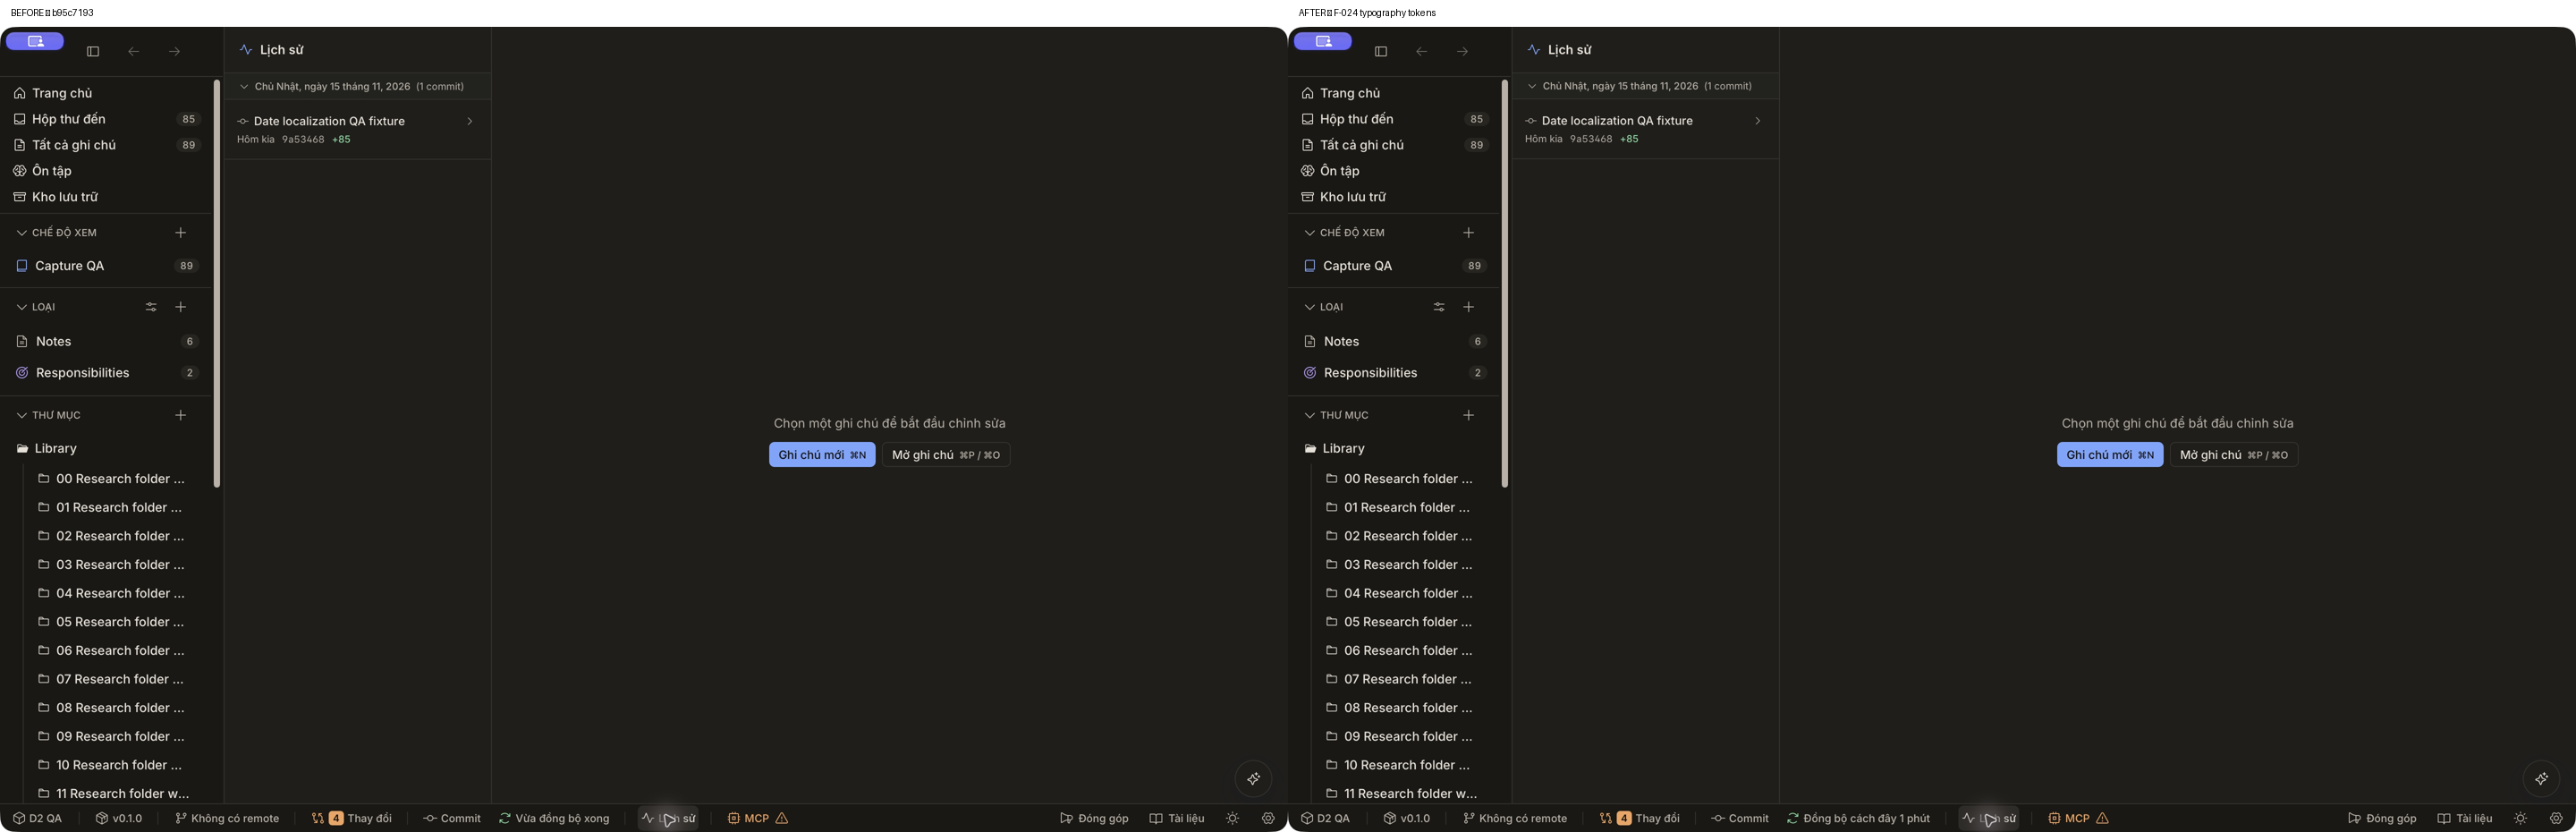 BEFORE b95c7193
Lịch sử
Trang chủ
Chủ Nhật, ngày 15 tháng 11, 2026 (1 commit)
Hộp thư đến 85
Date localization QA fixture
Tất cả ghi chú 89
Hôm kia 9a53468 +85
Ôn tập
Kho lưu trữ
CHẾ ĐỘ XEM
Capture QA 89
LOẠI
Notes 6
Responsibilities 2
THƯ MỤC
Library
00 Research folder ...
01 Research folder ...
02 Research folder ...
03 Research folder ...
04 Research folder ...
05 Research folder ...
06 Research folder ...
07 Research folder ...
08 Research folder ...
09 Research folder ...
10 Research folder ...
11 Research folder w...
Chọn một ghi chú để bắt đầu chỉnh sửa
Ghi chú mới ⌘N
Mở ghi chú ⌘P / ⌘O
D2 QA v0.1.0 Không có remote 4 Thay đổi Commit Vừa đồng bộ xong sử MCP Đóng góp Tài liệu
AFTER F-024 typography tokens
Lịch sử
Trang chủ
Chủ Nhật, ngày 15 tháng 11, 2026 (1 commit)
Hộp thư đến 85
Date localization QA fixture
Tất cả ghi chú 89
Hôm kia 9a53468 +85
Ôn tập
Kho lưu trữ
CHẾ ĐỘ XEM
Capture QA 89
LOẠI
Notes 6
Responsibilities 2
THƯ MỤC
Library
00 Research folder ...
01 Research folder ...
02 Research folder ...
03 Research folder ...
04 Research folder ...
05 Research folder ...
06 Research folder ...
07 Research folder ...
08 Research folder ...
09 Research folder ...
10 Research folder ...
11 Research folder w...
Chọn một ghi chú để bắt đầu chỉnh sửa
Ghi chú mới ⌘N
Mở ghi chú ⌘P / ⌘O
D2 QA v0.1.0 Không có remote 4 Thay đổi Commit Đồng bộ cách đây 1 phút sử MCP Đóng góp Tài liệu